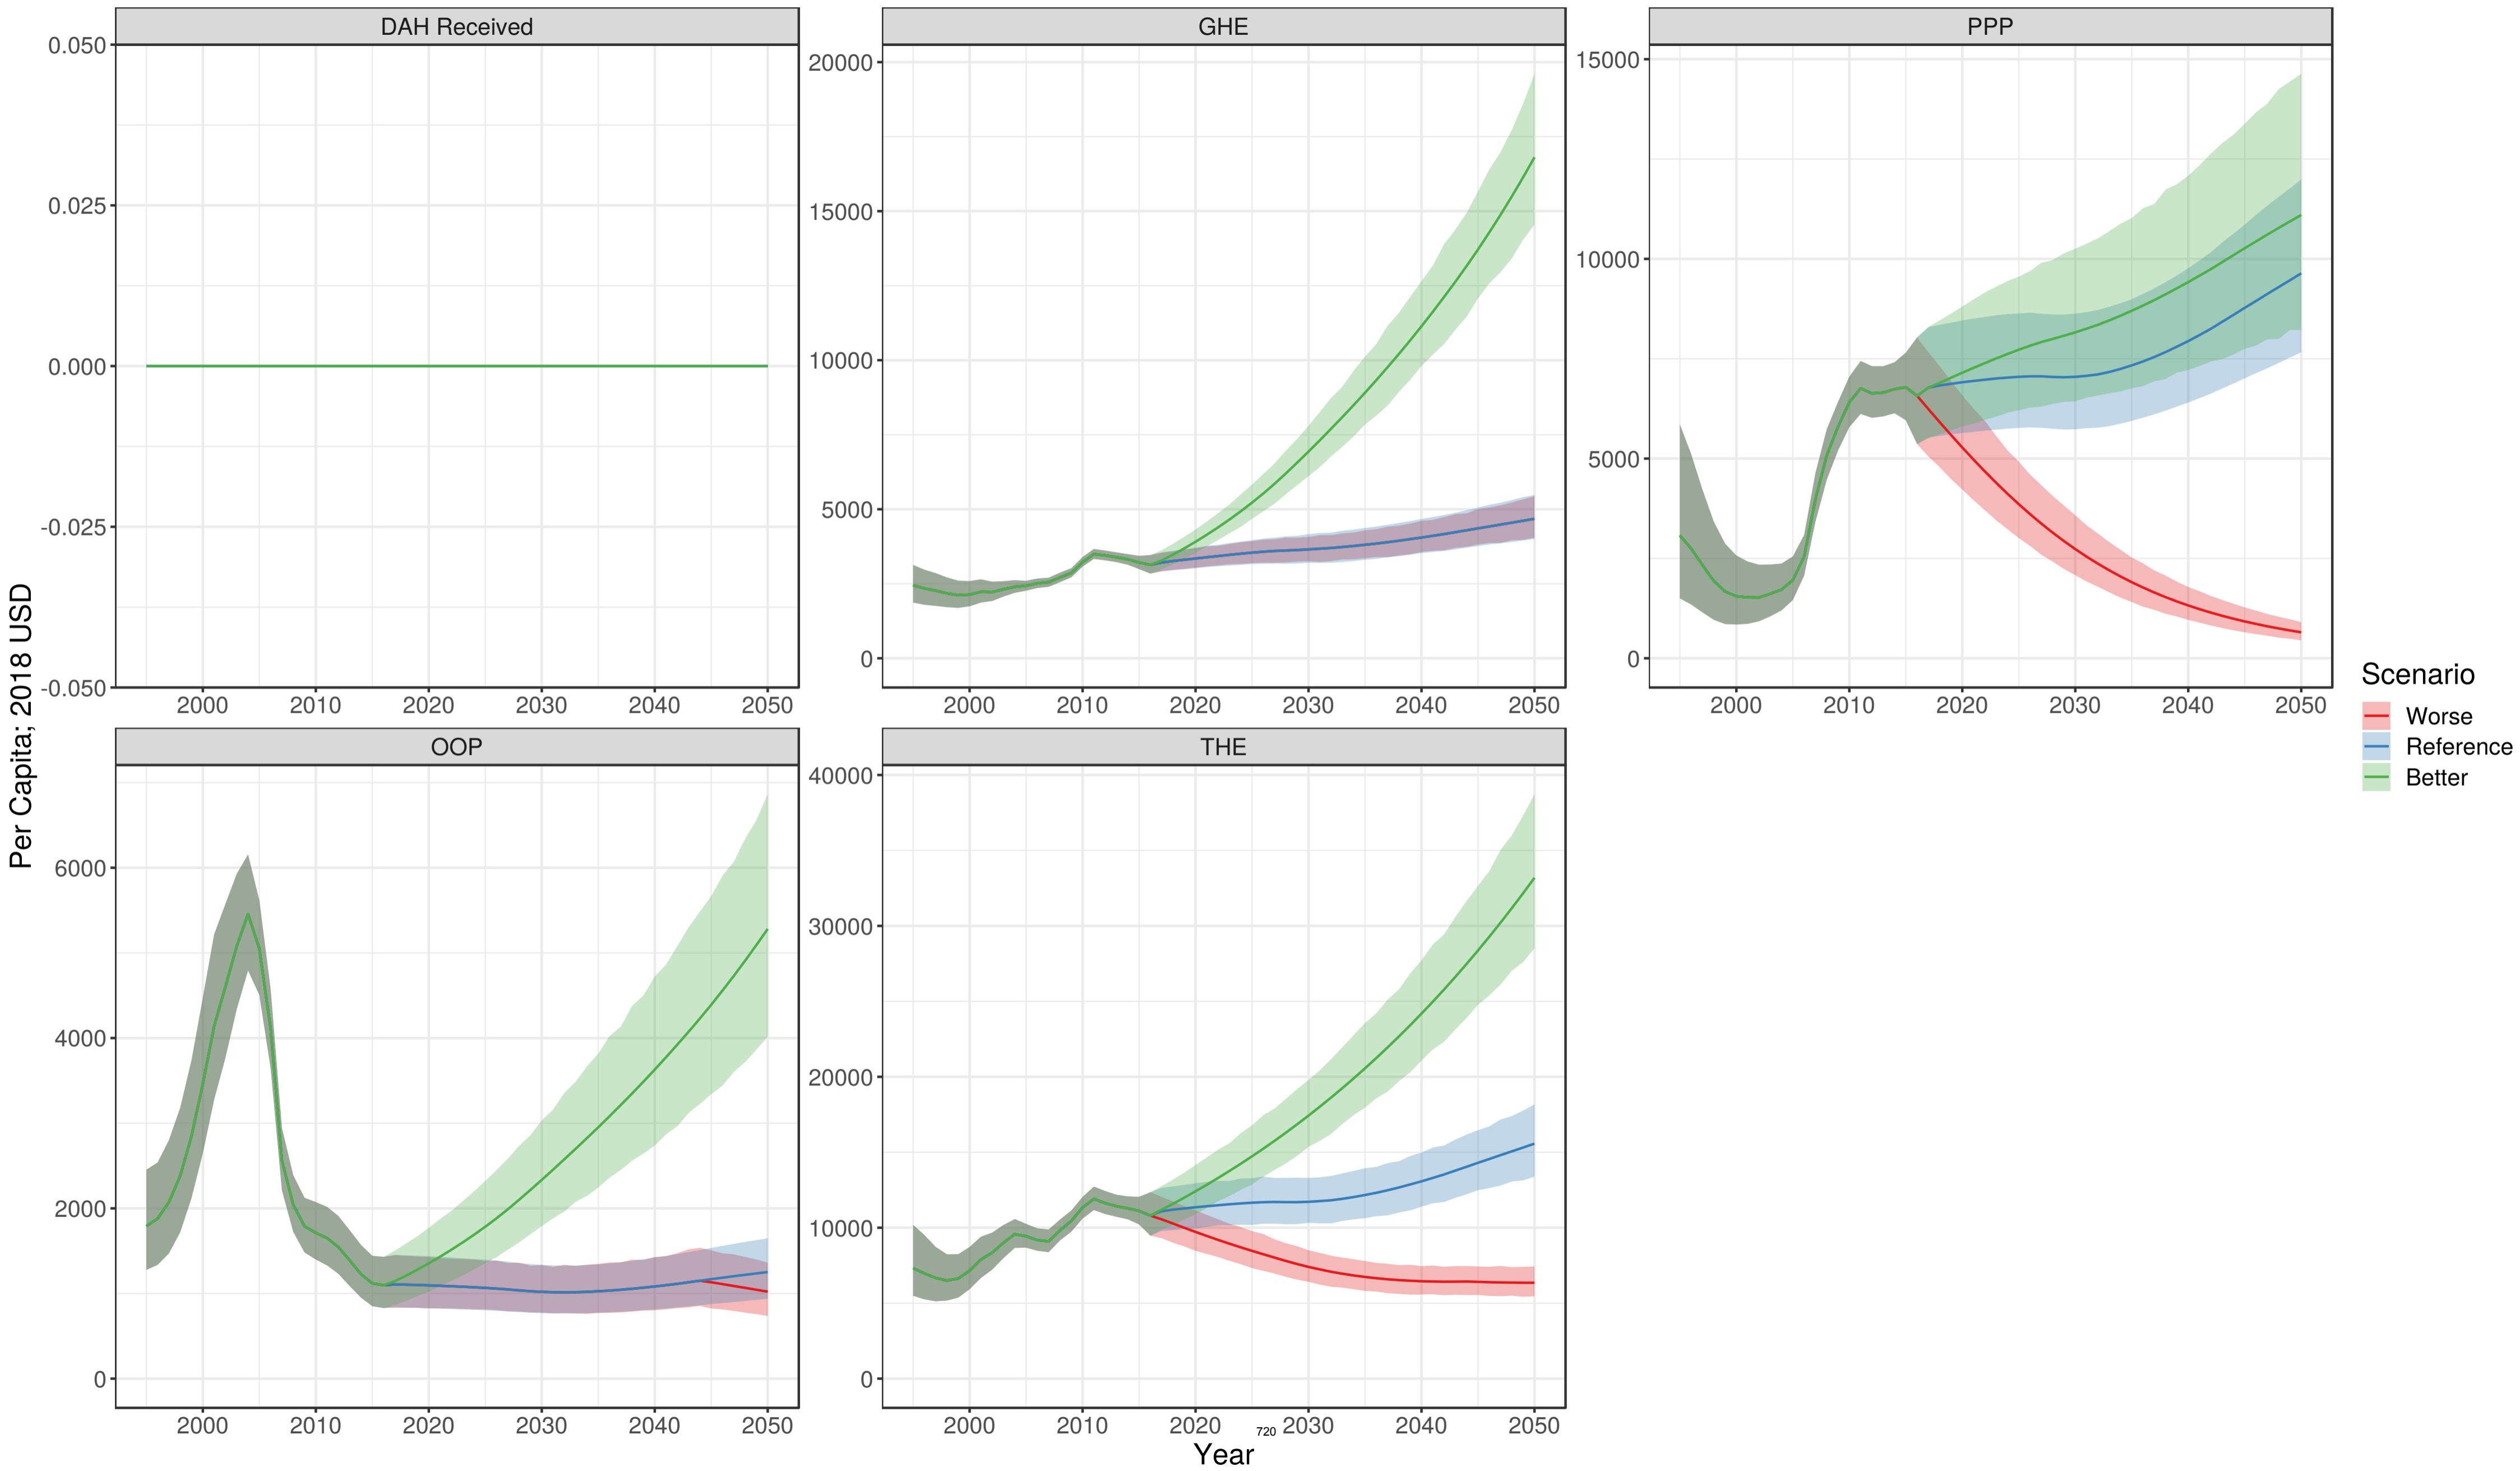 DAH Received
GHE
PPP
0.050
0.025
0.000
-0.025
-0.050
2000 2010 2020 2030 2040 2050
20000
15000
10000
5000
0
2000 2010 2020 2030 2040 2050
15000
10000
5000
0
2000 2010 2020 2030 2040 2050
OOP
THE
6000
4000
2000
0
2000 2010 2020 2030 2040 2050
40000
30000
20000
10000
0
2000 2010 2020 2030 2040 2050
Per Capita; 2018 USD
Year
720
Scenario
Worse
Reference
Better